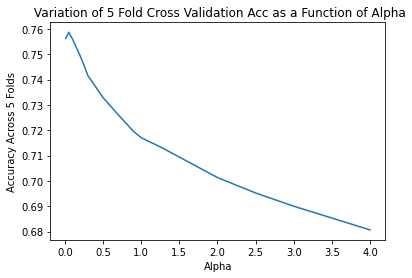 Variation of 5 Fold Cross Validation Acc as a Function of Alpha
0.76
0.75
0.74
0.73
0.72
0.71
0.70
0.69
0.68
Accuracy Across 5 Folds
0.0 0.5 1.0 1.5 2.0 2.5 3.0 3.5 4.0
Alpha